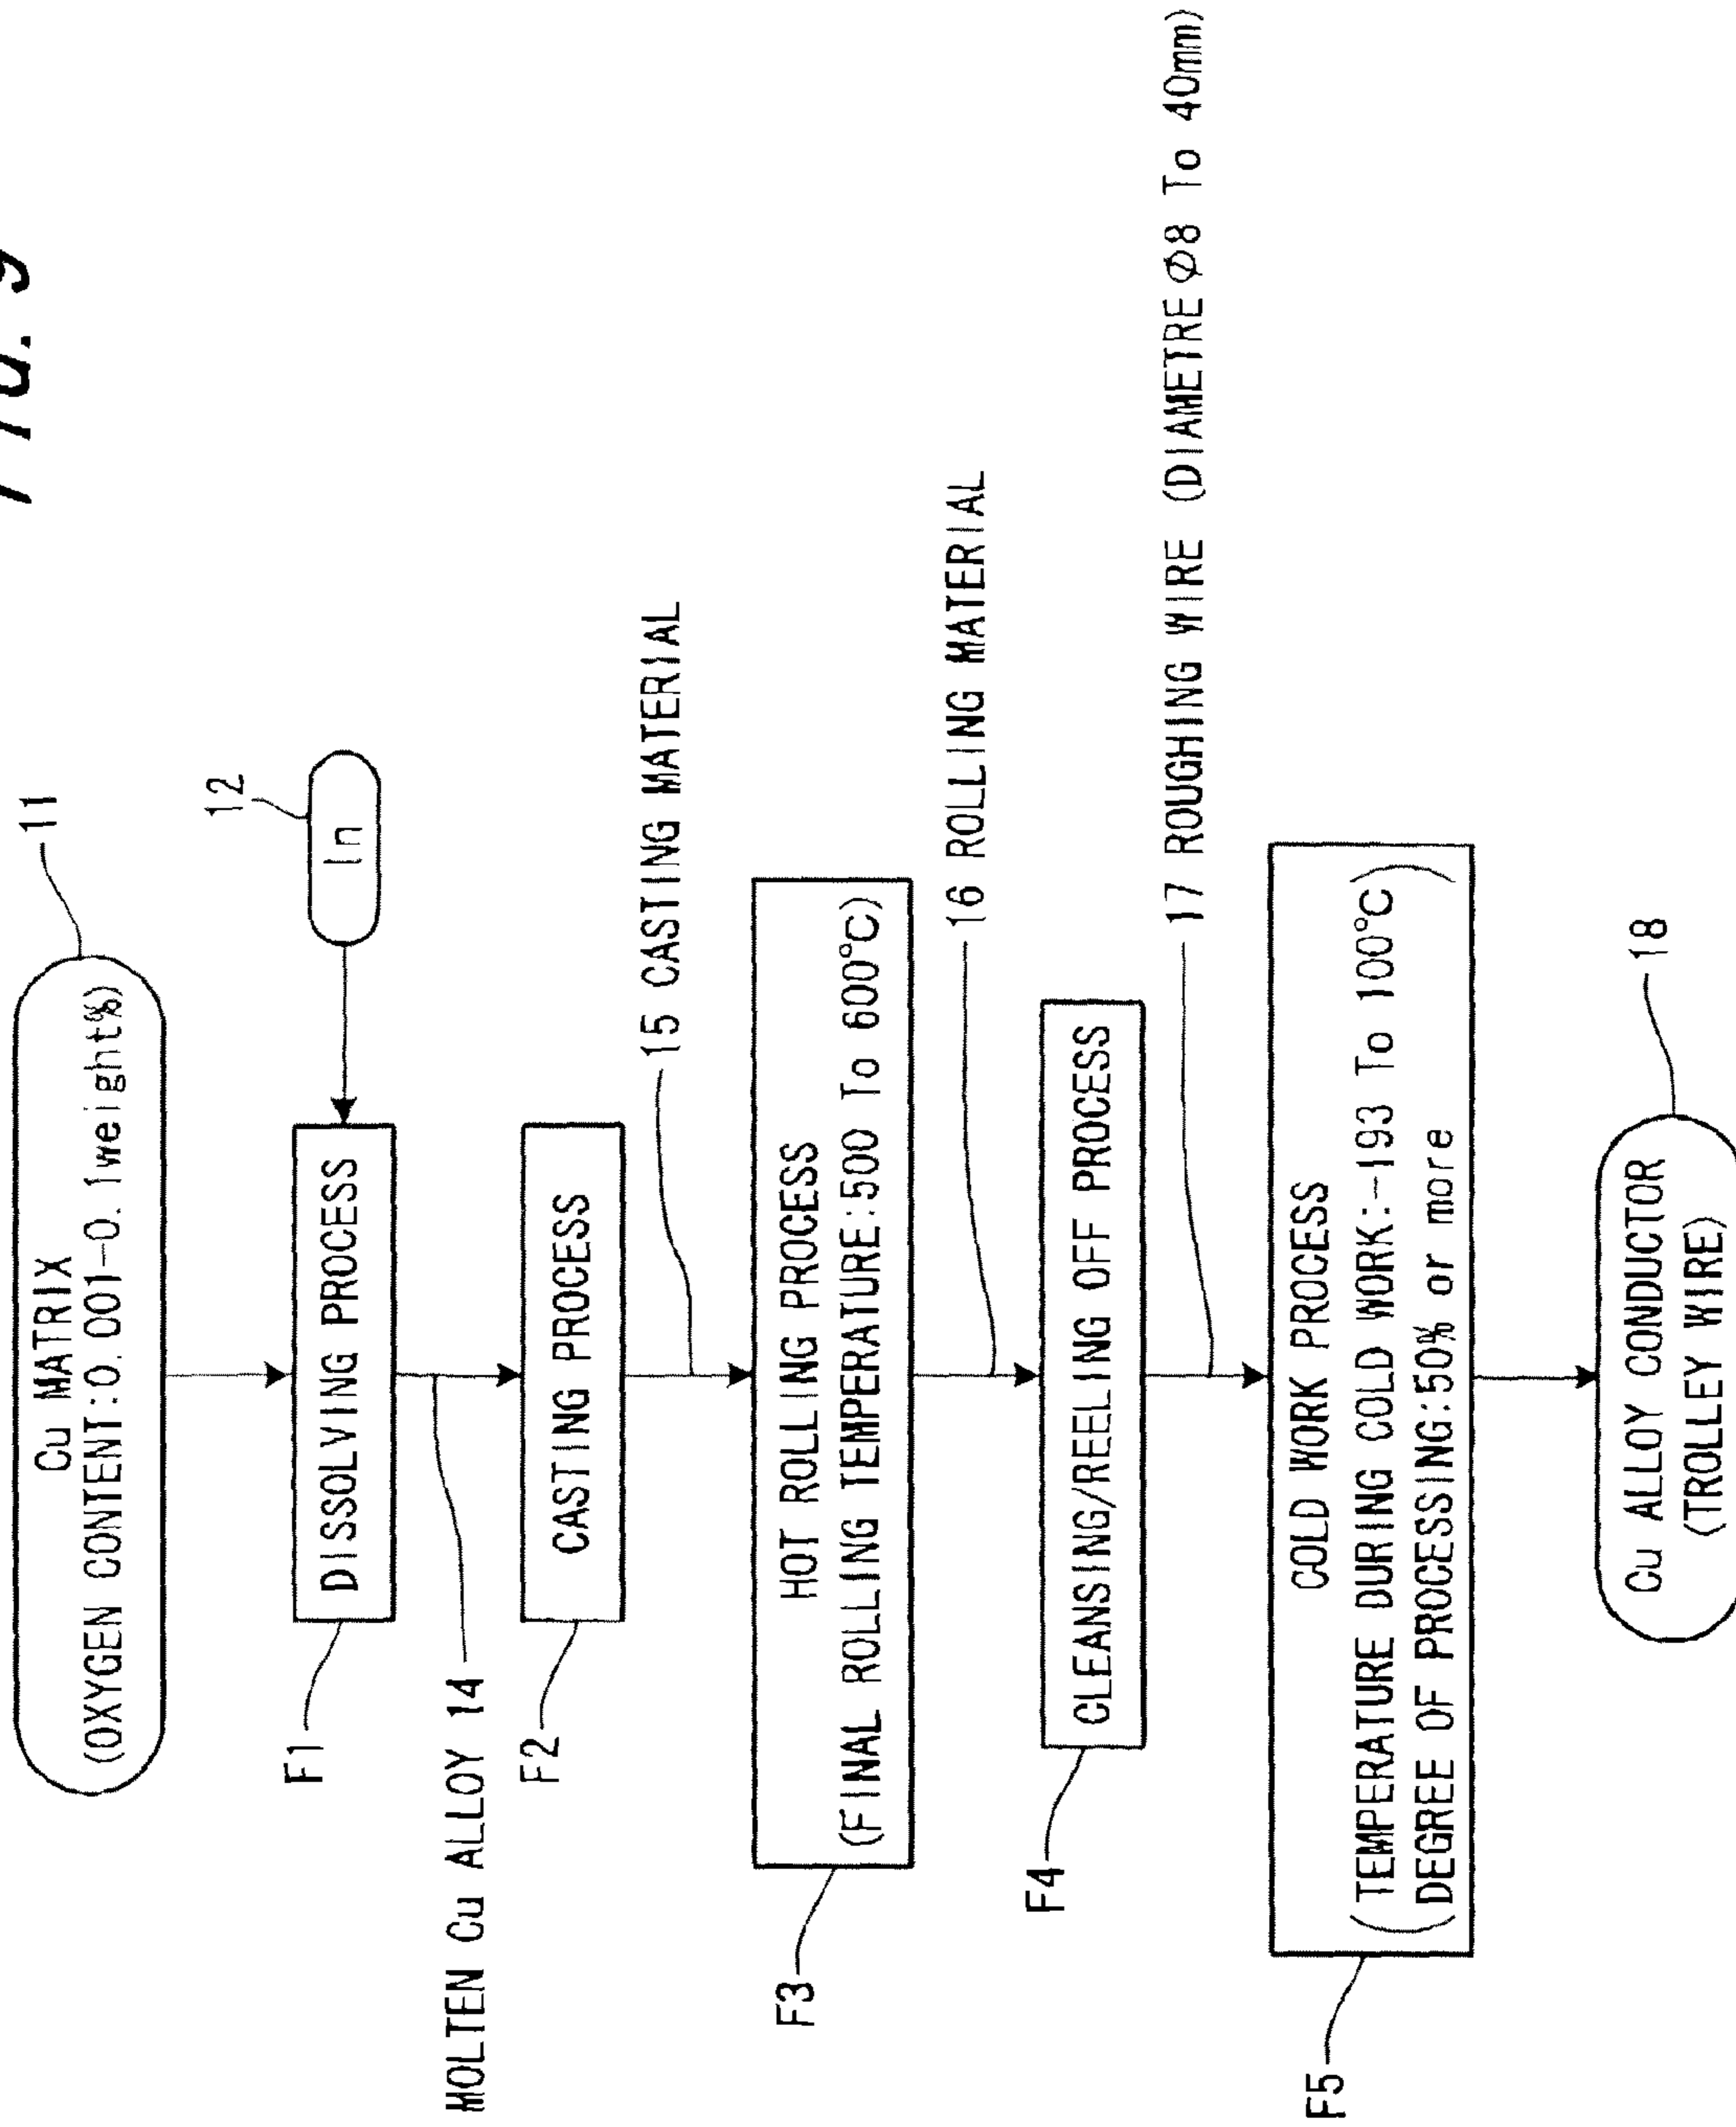 FIG. 9
Cu MATRIX
(OXYGEN CONTENT:0.001-0.1weight%)
11
12
In
F1
DISSOLVING PROCESS
MOLTEN Cu ALLOY 14
F2
CASTING PROCESS
15 CASTING MATERIAL
F3
HOT ROLLING PROCESS
(FINAL ROLLING TEMPERATURE:500 To 600°C)
16 ROLLING MATERIAL
F4
CLEANSING/REELING OFF PROCESS
17 ROUGHING WIRE (DIAMETRE Ø8 To 40mm)
F5
COLD WORK PROCESS
(TEMPERATURE DURING COLD WORK:-193 To 100°C
DEGREE OF PROCESSING:50% or more)
Cu ALLOY CONDUCTOR
(TROLLEY WIRE)
18